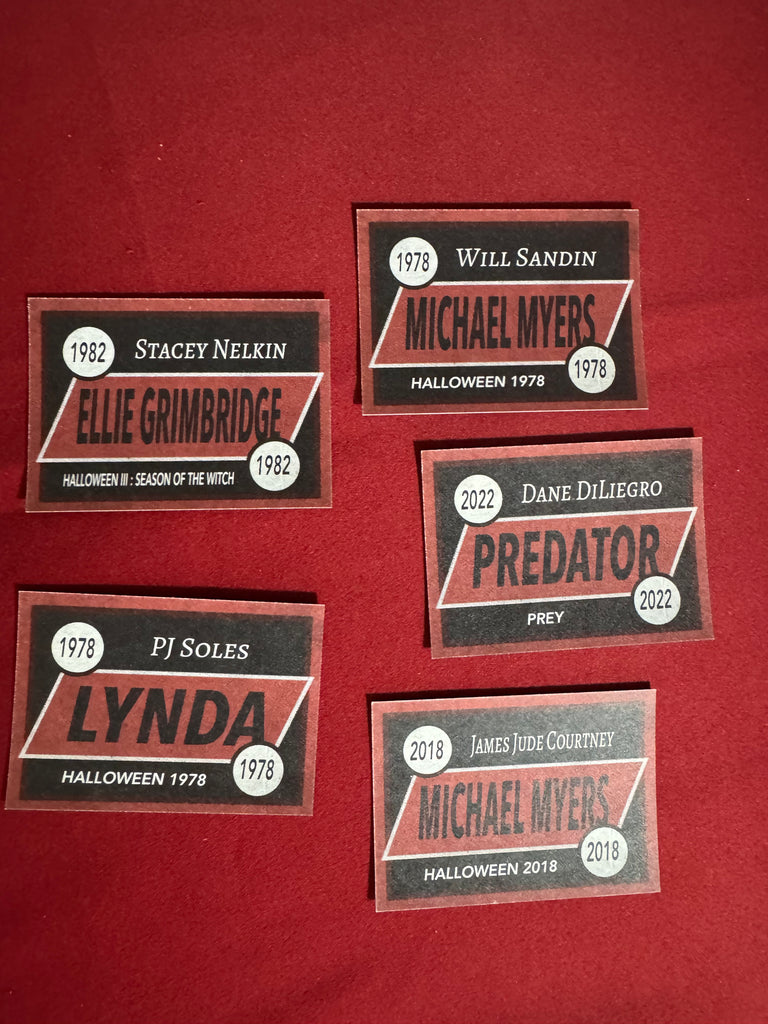 1978 WILL SANDIN
MICHAEL MYERS
HALLOWEEN 1978 1978
1982 STACEY NELKIN
ELLIE GRIMBRIDGE
HALLOWEEN III : SEASON OF THE WITCH 1982
2022 DANE DILIEGRO
PREDATOR
PREY 2022
1978 PJ SOLES
LYNDA
HALLOWEEN 1978 1978
2018 JAMES JUDE COURTNEY
MICHAEL MYERS
HALLOWEEN 2018 2018